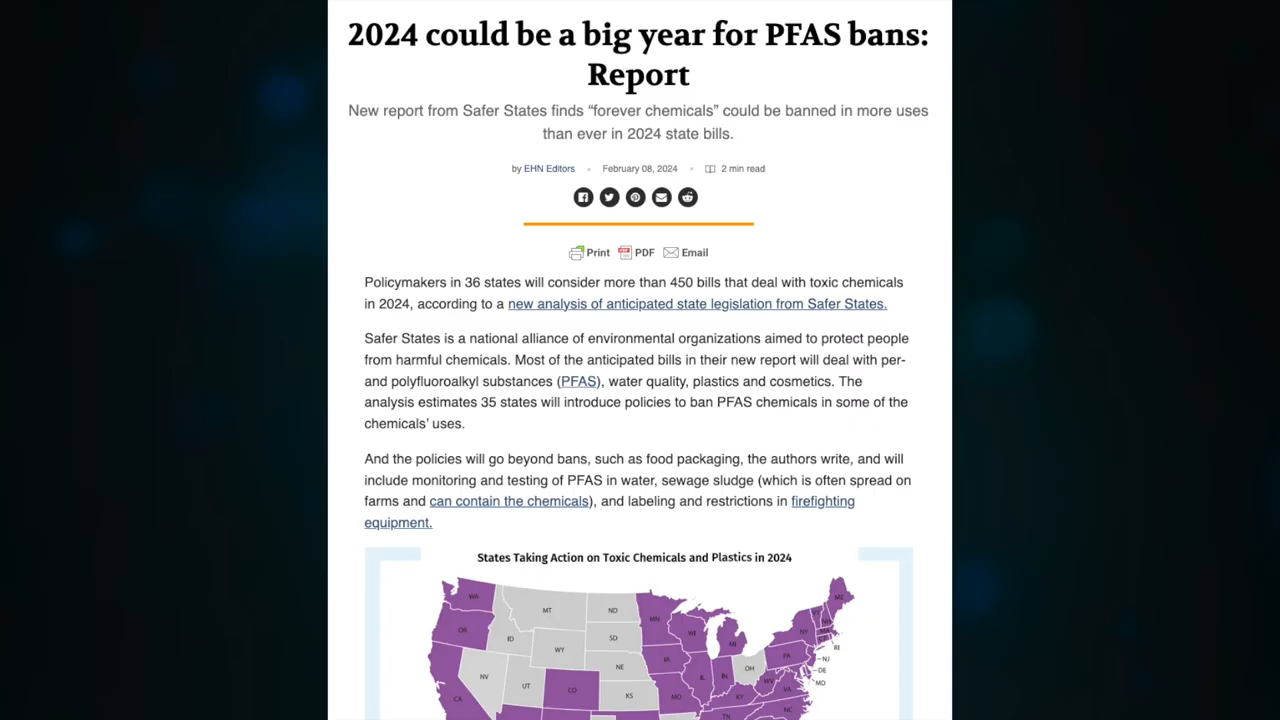 2024 could be a big year for PFAS bans:
Report
New report from Safer States finds “forever chemicals” could be banned in more uses
than ever in 2024 state bills.
by EHN Editors • February 08, 2024 • 2 min read
Print PDF Email
Policymakers in 36 states will consider more than 450 bills that deal with toxic chemicals
in 2024, according to a new analysis of anticipated state legislation from Safer States.
Safer States is a national alliance of environmental organizations aimed to protect people
from harmful chemicals. Most of the anticipated bills in their new report will deal with per-
and polyfluoroalkyl substances (PFAS), water quality, plastics and cosmetics. The
analysis estimates 35 states will introduce policies to ban PFAS chemicals in some of the
chemicals’ uses.
And the policies will go beyond bans, such as food packaging, the authors write, and will
include monitoring and testing of PFAS in water, sewage sludge (which is often spread on
farms and can contain the chemicals), and labeling and restrictions in firefighting
equipment.
States Taking Action on Toxic Chemicals and Plastics in 2024
WA MT ND MN ME
OR ID SD WI MI NY
WY IA PA RI
NV UT NE IL IN OH NJ
CA CO KS MO KY WV VA DE
MD
TN NC